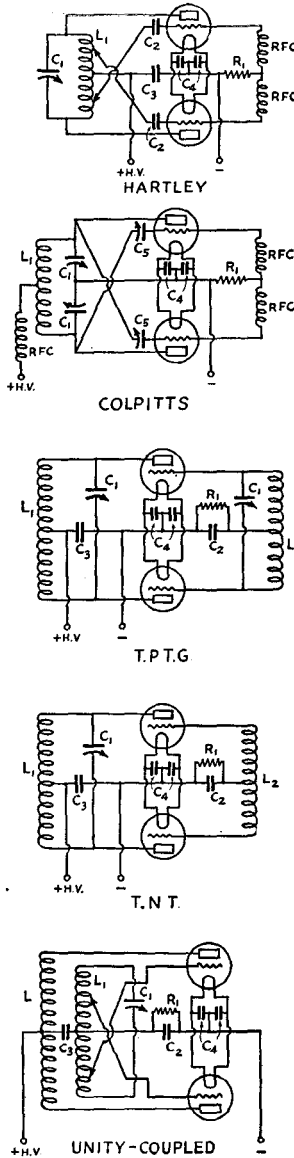 L₁
C₁
C₂
RFC
C₃
C₄
R₁
RFC
C₂
+H.V.
−
HARTLEY
L₁
C₁
C₅
RFC
C₄
R₁
C₁
RFC
C₅
RFC
+H.V.
−
COLPITTS
L₁
C₁
R₁
C₁
C₃
C₄
C₂
L
+H.V.
−
T.P.T.G.
L₁
C₁
R₁
L₂
C₃
C₄
C₂
+H.V.
−
T.N.T.
L
L₁
C₁
R₁
C₃
C₂
C₄
+H.V.
−
UNITY-COUPLED